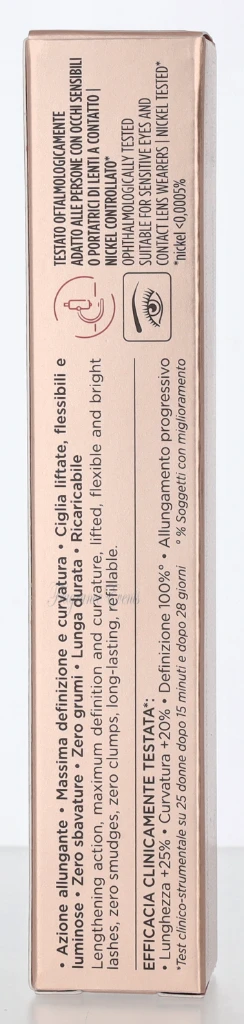 • Azione allungante • Massima definizione e curvatura • Ciglia liftate, flessibili e
luminose • Zero sbavature • Zero grumi • Lunga durata • Ricaricabile
Lengthening action, maximum definition and curvature, lifted, flexible and bright
lashes, zero smudges, zero clumps, long-lasting, refillable.
EFFICACIA CLINICAMENTE TESTATA*:
• Lunghezza +25% • Curvatura +20% • Definizione 100%° • Allungamento progressivo
*Test clinico-strumentale su 25 donne dopo 15 minuti e dopo 28 giorni ° % Soggetti con miglioramento
TESTATO OFTALMOLOGICAMENTE
ADATTO ALLE PERSONE CON OCCHI SENSIBILI
O PORTATRICI DI LENTI A CONTATTO |
NICKEL CONTROLLATO*
OPHTHALMOLOGICALLY TESTED
SUITABLE FOR SENSITIVE EYES AND
CONTACT LENS WEARERS | NICKEL TESTED*
*nickel <0,0005%